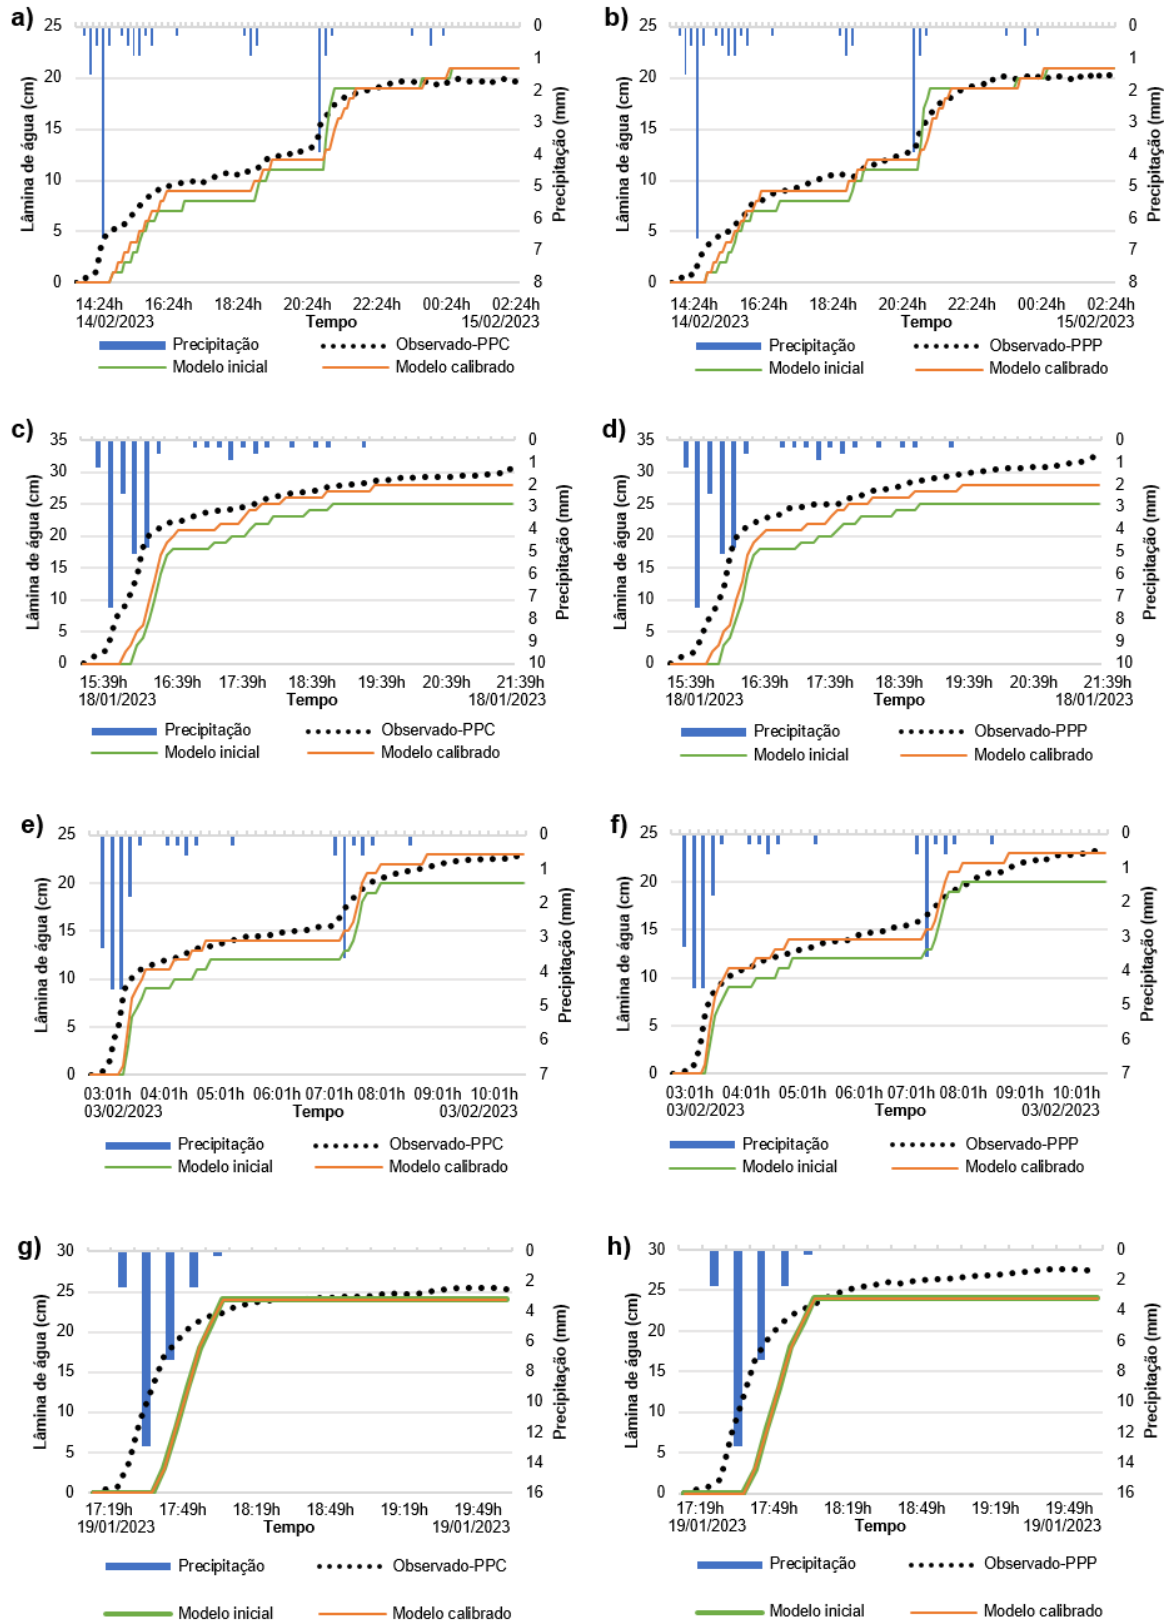 a)
25
20
15
10
5
0
Lâmina de água (cm)
0
1
2
3
4
5
6
7
8
Precipitação (mm)
14:24h 16:24h 18:24h 20:24h 22:24h 00:24h 02:24h
14/02/2023 Tempo 15/02/2023
Precipitação Observado-PPC
Modelo inicial Modelo calibrado
b)
25
20
15
10
5
0
Lâmina de água (cm)
0
1
2
3
4
5
6
7
8
Precipitação (mm)
14:24h 16:24h 18:24h 20:24h 22:24h 00:24h 02:24h
14/02/2023 Tempo 15/02/2023
Precipitação Observado-PPP
Modelo inicial Modelo calibrado
c)
35
30
25
20
15
10
5
0
Lâmina de água (cm)
0
1
2
3
4
5
6
7
8
9
10
Precipitação (mm)
15:39h 16:39h 17:39h 18:39h 19:39h 20:39h 21:39h
18/01/2023 Tempo 18/01/2023
Precipitação Observado-PPC
Modelo inicial Modelo calibrado
d)
35
30
25
20
15
10
5
0
Lâmina de água (cm)
0
1
2
3
4
5
6
7
8
9
10
Precipitação (mm)
15:39h 16:39h 17:39h 18:39h 19:39h 20:39h 21:39h
18/01/2023 Tempo 18/01/2023
Precipitação Observado-PPP
Modelo inicial Modelo calibrado
e)
25
20
15
10
5
0
Lâmina de água (cm)
0
1
2
3
4
5
6
7
Precipitação (mm)
03:01h 04:01h 05:01h 06:01h 07:01h 08:01h 09:01h 10:01h
03/02/2023 Tempo 03/02/2023
Precipitação Observado-PPC
Modelo inicial Modelo calibrado
f)
25
20
15
10
5
0
Lâmina de água (cm)
0
1
2
3
4
5
6
7
Precipitação (mm)
03:01h 04:01h 05:01h 06:01h 07:01h 08:01h 09:01h 10:01h
03/02/2023 Tempo 03/02/2023
Precipitação Observado-PPP
Modelo inicial Modelo calibrado
g)
30
25
20
15
10
5
0
Lâmina de água (cm)
0
2
4
6
8
10
12
14
16
Precipitação (mm)
17:19h 17:49h 18:19h 18:49h 19:19h 19:49h
19/01/2023 Tempo 19/01/2023
Precipitação Observado-PPC
Modelo inicial Modelo calibrado
h)
30
25
20
15
10
5
0
Lâmina de água (cm)
0
2
4
6
8
10
12
14
16
Precipitação (mm)
17:19h 17:49h 18:19h 18:49h 19:19h 19:49h
19/01/2023 Tempo 19/01/2023
Precipitação Observado-PPP
Modelo inicial Modelo calibrado